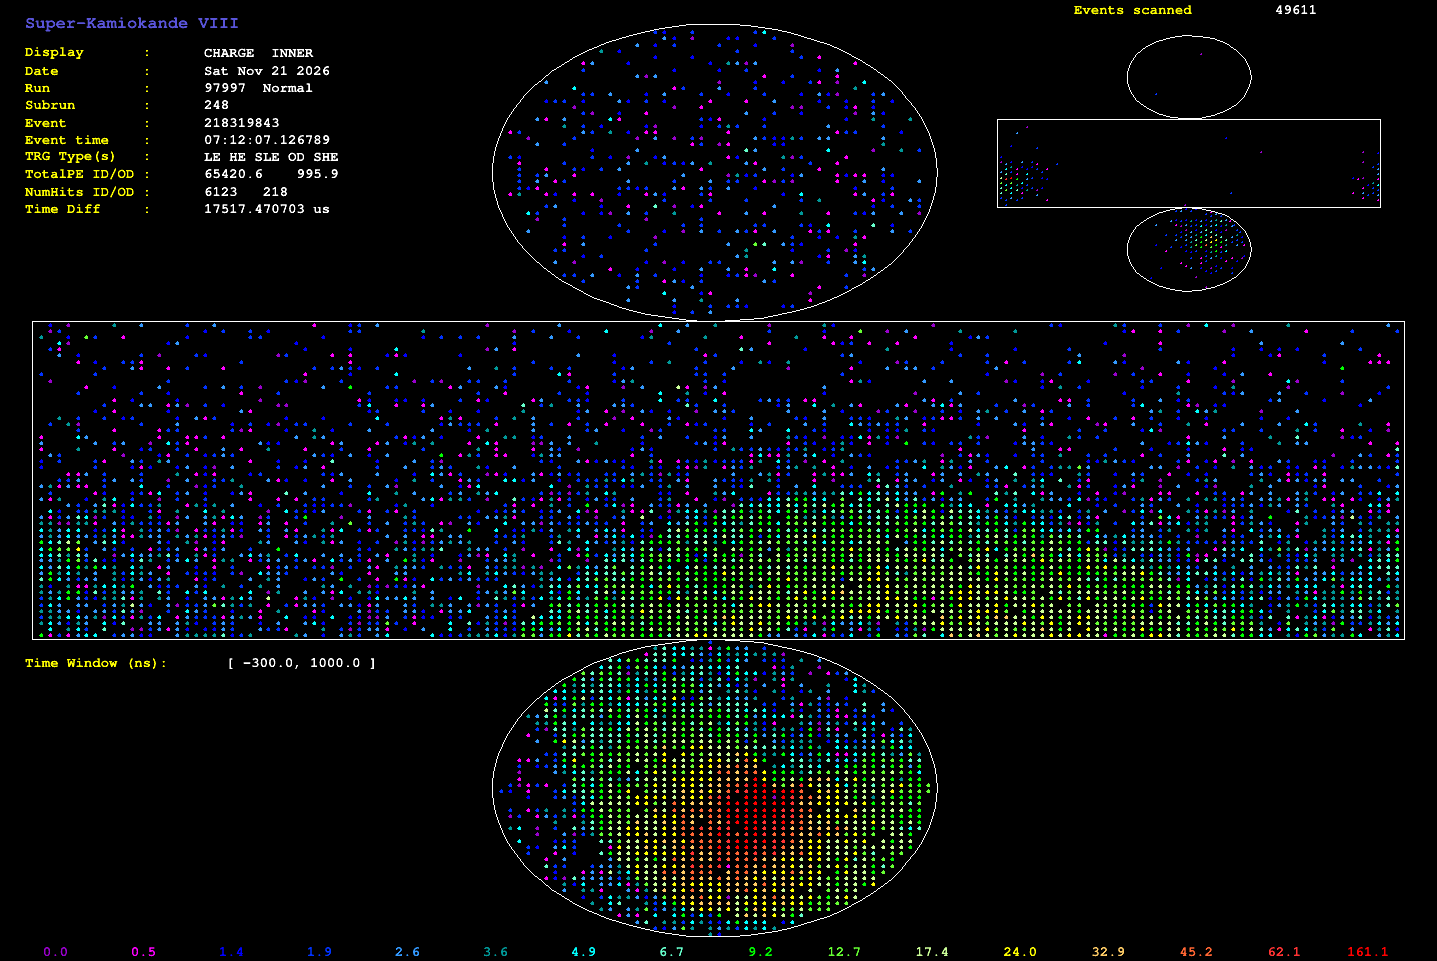 Super-Kamiokande VIII
Events scanned 49611
Display : CHARGE INNER
Date : Sat Nov 21 2026
Run : 97997 Normal
Subrun : 248
Event : 218319843
Event time : 07:12:07.126789
TRG Type(s) : LE HE SLE OD SHE
TotalPE ID/OD : 65420.6 995.9
NumHits ID/OD : 6123 218
Time Diff : 17517.470703 us
Time Window (ns): [ -300.0, 1000.0 ]
0.0 0.5 1.4 1.9 2.6 3.6 4.9 6.7 9.2 12.7 17.4 24.0 32.9 45.2 62.1 161.1